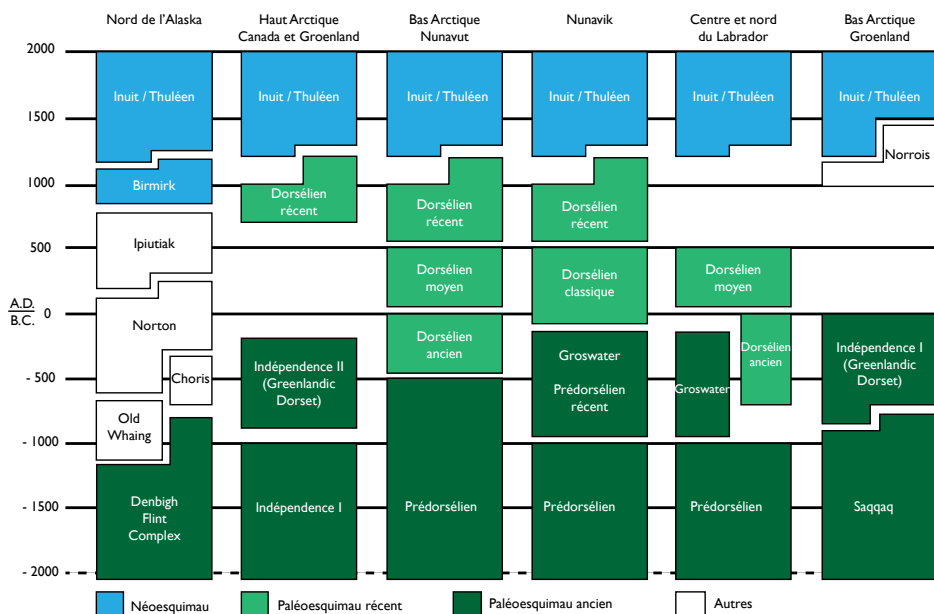 Nord de l'Alaska
Haut Arctique
Canada et Groenland
Bas Arctique
Nunavut
Nunavik
Centre et nord
du Labrador
Bas Arctique
Groenland
2000
1500
1000
500
A.D.
0
B.C.
- 500
- 1000
- 1500
- 2000
Inuit / Thuléen
Birmirk
Ipiutiak
Norton
Choris
Old
Whaing
Denbigh
Flint
Complex
Inuit / Thuléen
Dorsélien
récent
Indépendence II
(Greenlandic
Dorset)
Indépendence I
Inuit / Thuléen
Dorsélien
récent
Dorsélien
moyen
Dorsélien
ancien
Prédorsélien
Inuit / Thuléen
Dorsélien
récent
Dorsélien
classique
Groswater
Prédorsélien
récent
Prédorsélien
Inuit / Thuléen
Dorsélien
moyen
Groswater
Dorsélien
ancien
Prédorsélien
Inuit / Thuléen
Norrois
Indépendence I
(Greenlandic
Dorset)
Saqqaq
Néoesquimau
Paléoesquimau récent
Paléoesquimau ancien
Autres